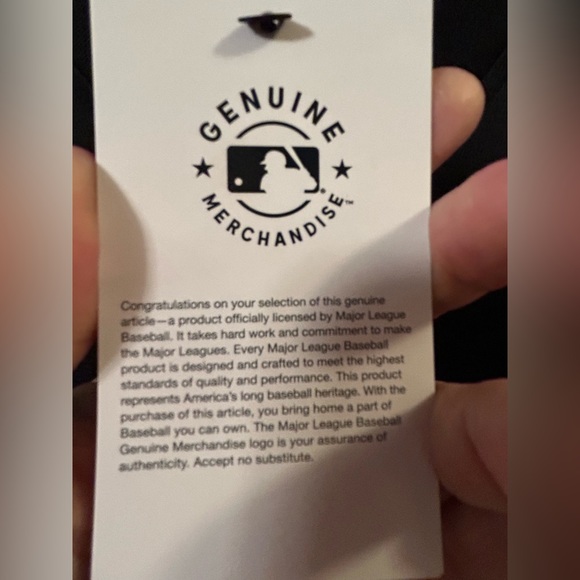 GENUINE
MERCHANDISE™
Congratulations on your selection of this genuine
article—a product officially licensed by Major League
Baseball. It takes hard work and commitment to make
the Major Leagues. Every Major League Baseball
product is designed and crafted to meet the highest
standards of quality and performance. This product
represents America's long baseball heritage. With the
purchase of this article, you bring home a part of
Baseball you can own. The Major League Baseball
Genuine Merchandise logo is your assurance of
authenticity. Accept no substitute.